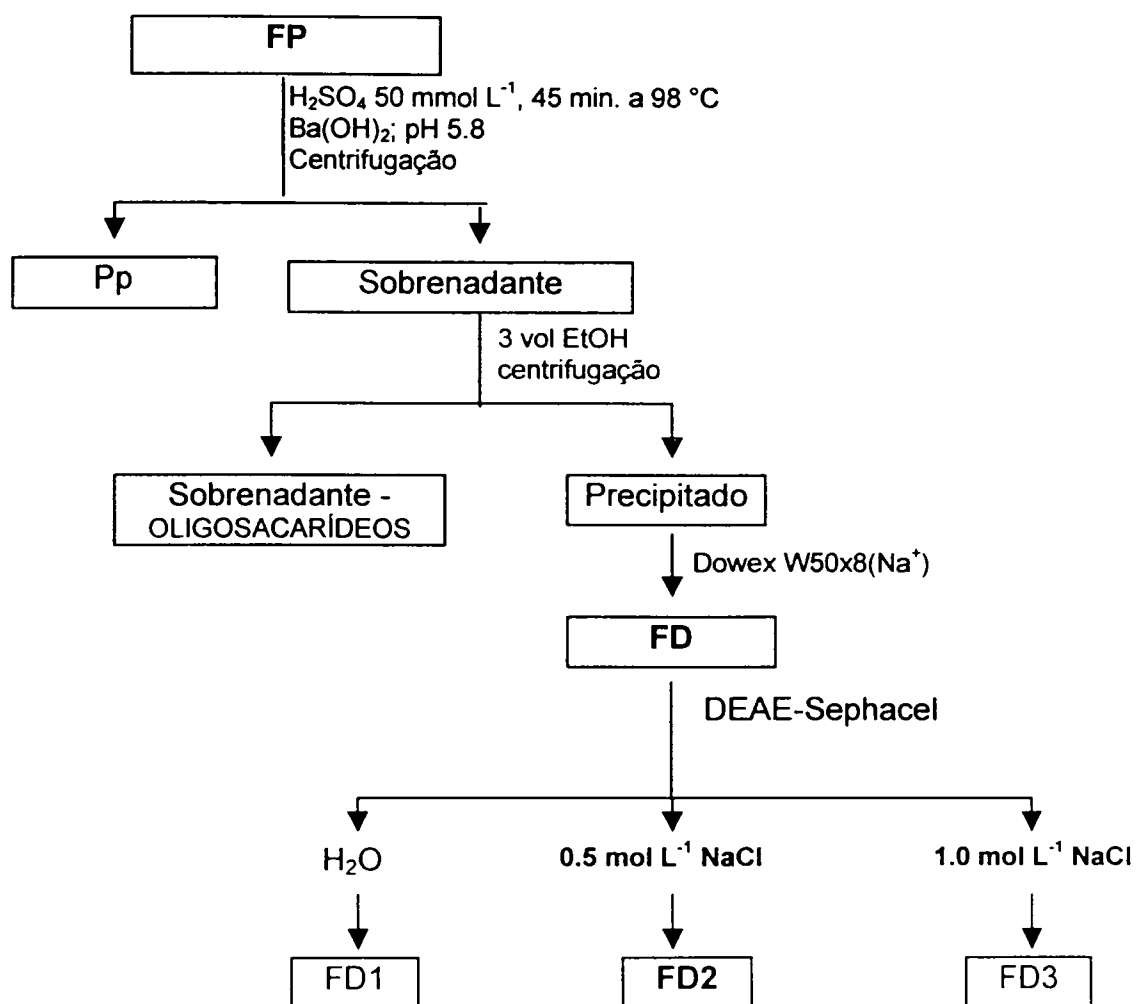 FP
H₂SO₄ 50 mmol L⁻¹, 45 min. a 98 °C
Ba(OH)₂; pH 5.8
Centrifugação
Pp
Sobrenadante
3 vol EtOH
centrifugação
Sobrenadante -
OLIGOSACARÍDEOS
Precipitado
Dowex W50x8(Na⁺)
FD
DEAE-Sephacel
H₂O
0.5 mol L⁻¹ NaCl
1.0 mol L⁻¹ NaCl
FD1
FD2
FD3